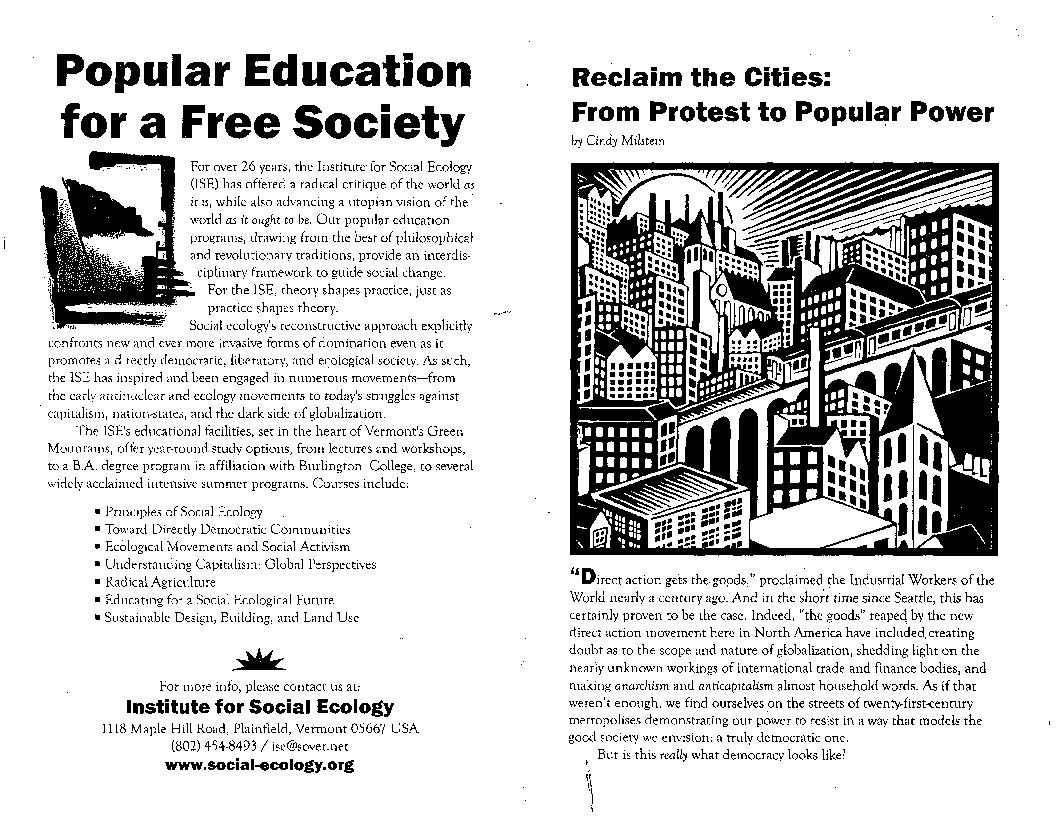 Popular Education
for a Free Society
For over 26 years, the Institute for Social Ecology
(ISE) has offered a radical critique of the world as
it is, while also advancing a utopian vision of the
world as it ought to be. Our popular education
programs, drawing from the best of philosophical
and revolutionary traditions, provide an interdis-
ciplinary framework to guide social change.
For the ISE, theory shapes practice, just as
practice shapes theory.
Social ecology's reconstructive approach explicitly
confronts new and ever more invasive forms of domination even as it
promotes a directly democratic, liberatory, and ecological society. As such,
the ISE has inspired and been engaged in numerous movements—from
the early antinuclear and ecology movements to today's struggles against
capitalism, nation-states, and the dark side of globalization.
The ISE's educational facilities, set in the heart of Vermont's Green
Mountains, offer year-round study options, from lectures and workshops,
to a B.A. degree program in affiliation with Burlington College, to several
widely acclaimed intensive summer programs. Courses include:
▪ Principles of Social Ecology
▪ Toward Directly Democratic Communities
▪ Ecological Movements and Social Activism
▪ Understanding Capitalism: Global Perspectives
▪ Radical Agriculture
▪ Educating for a Social Ecological Future
▪ Sustainable Design, Building, and Land Use
For more info, please contact us at:
Institute for Social Ecology
1118 Maple Hill Road, Plainfield, Vermont 05667 USA
(802) 454-8493 / ise@sover.net
www.social-ecology.org
Reclaim the Cities:
From Protest to Popular Power
by Cindy Milstein
"Direct action gets the goods," proclaimed the Industrial Workers of the
World nearly a century ago. And in the short time since Seattle, this has
certainly proven to be the case. Indeed, "the goods" reaped by the new
direct action movement here in North America have included creating
doubt as to the scope and nature of globalization, shedding light on the
nearly unknown workings of international trade and finance bodies, and
making anarchism and anticapitalism almost household words. As if that
weren't enough, we find ourselves on the streets of twenty-first-century
metropolises demonstrating our power to resist in a way that models the
good society we envision: a truly democratic one.
But is this really what democracy looks like?